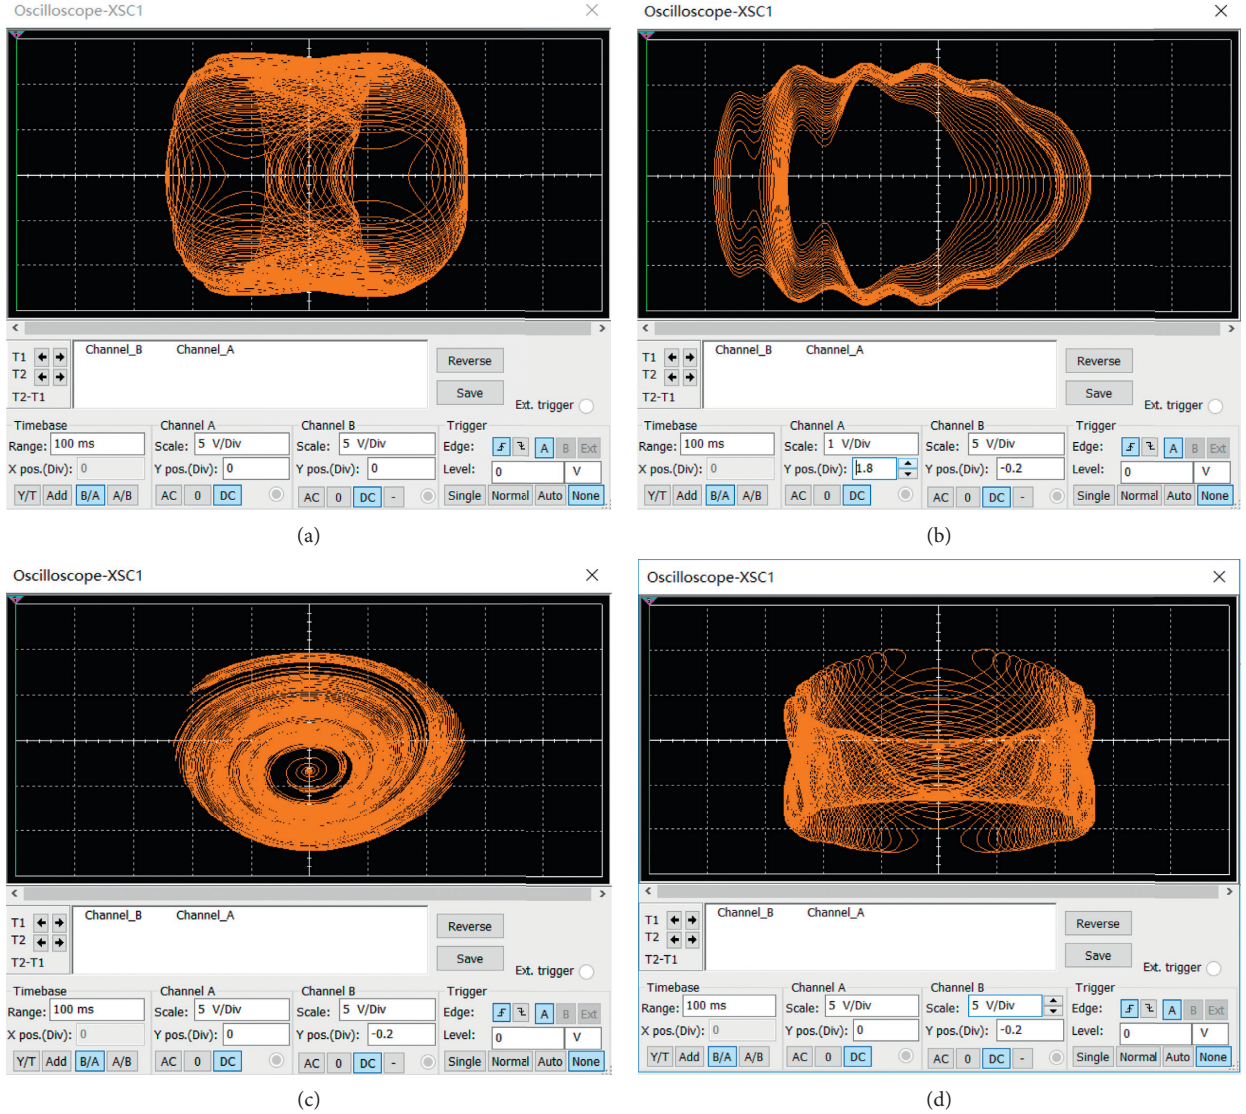 Oscilloscope-XSC1
Channel_B Channel_A
T1
T2
T2-T1
Reverse
Save
Ext. trigger
Timebase Channel A Channel B Trigger
Range: 100 ms Scale: 5 V/Div Scale: 5 V/Div Edge: A B Ext
X pos.(Div): 0 Y pos.(Div): 0 Y pos.(Div): 0 Level: 0 V
Y/T Add B/A A/B AC 0 DC AC 0 DC - Single Normal Auto None
(a)
Oscilloscope-XSC1
Channel_B Channel_A
T1
T2
T2-T1
Reverse
Save
Ext. trigger
Timebase Channel A Channel B Trigger
Range: 100 ms Scale: 1 V/Div Scale: 5 V/Div Edge: A B Ext
X pos.(Div): 0 Y pos.(Div): 1.8 Y pos.(Div): -0.2 Level: 0 V
Y/T Add B/A A/B AC 0 DC AC 0 DC - Single Normal Auto None
(b)
Oscilloscope-XSC1
Channel_B Channel_A
T1
T2
T2-T1
Reverse
Save
Ext. trigger
Timebase Channel A Channel B Trigger
Range: 100 ms Scale: 5 V/Div Scale: 5 V/Div Edge: A B Ext
X pos.(Div): 0 Y pos.(Div): 0 Y pos.(Div): -0.2 Level: 0 V
Y/T Add B/A A/B AC 0 DC AC 0 DC - Single Normal Auto None
(c)
Oscilloscope-XSC1
Channel_B Channel_A
T1
T2
T2-T1
Reverse
Save
Ext. trigger
Timebase Channel A Channel B Trigger
Range: 100 ms Scale: 5 V/Div Scale: 5 V/Div Edge: A B Ext
X pos.(Div): 0 Y pos.(Div): 0 Y pos.(Div): -0.2 Level: 0 V
Y/T Add B/A A/B AC 0 DC AC 0 DC - Single Normal Auto None
(d)